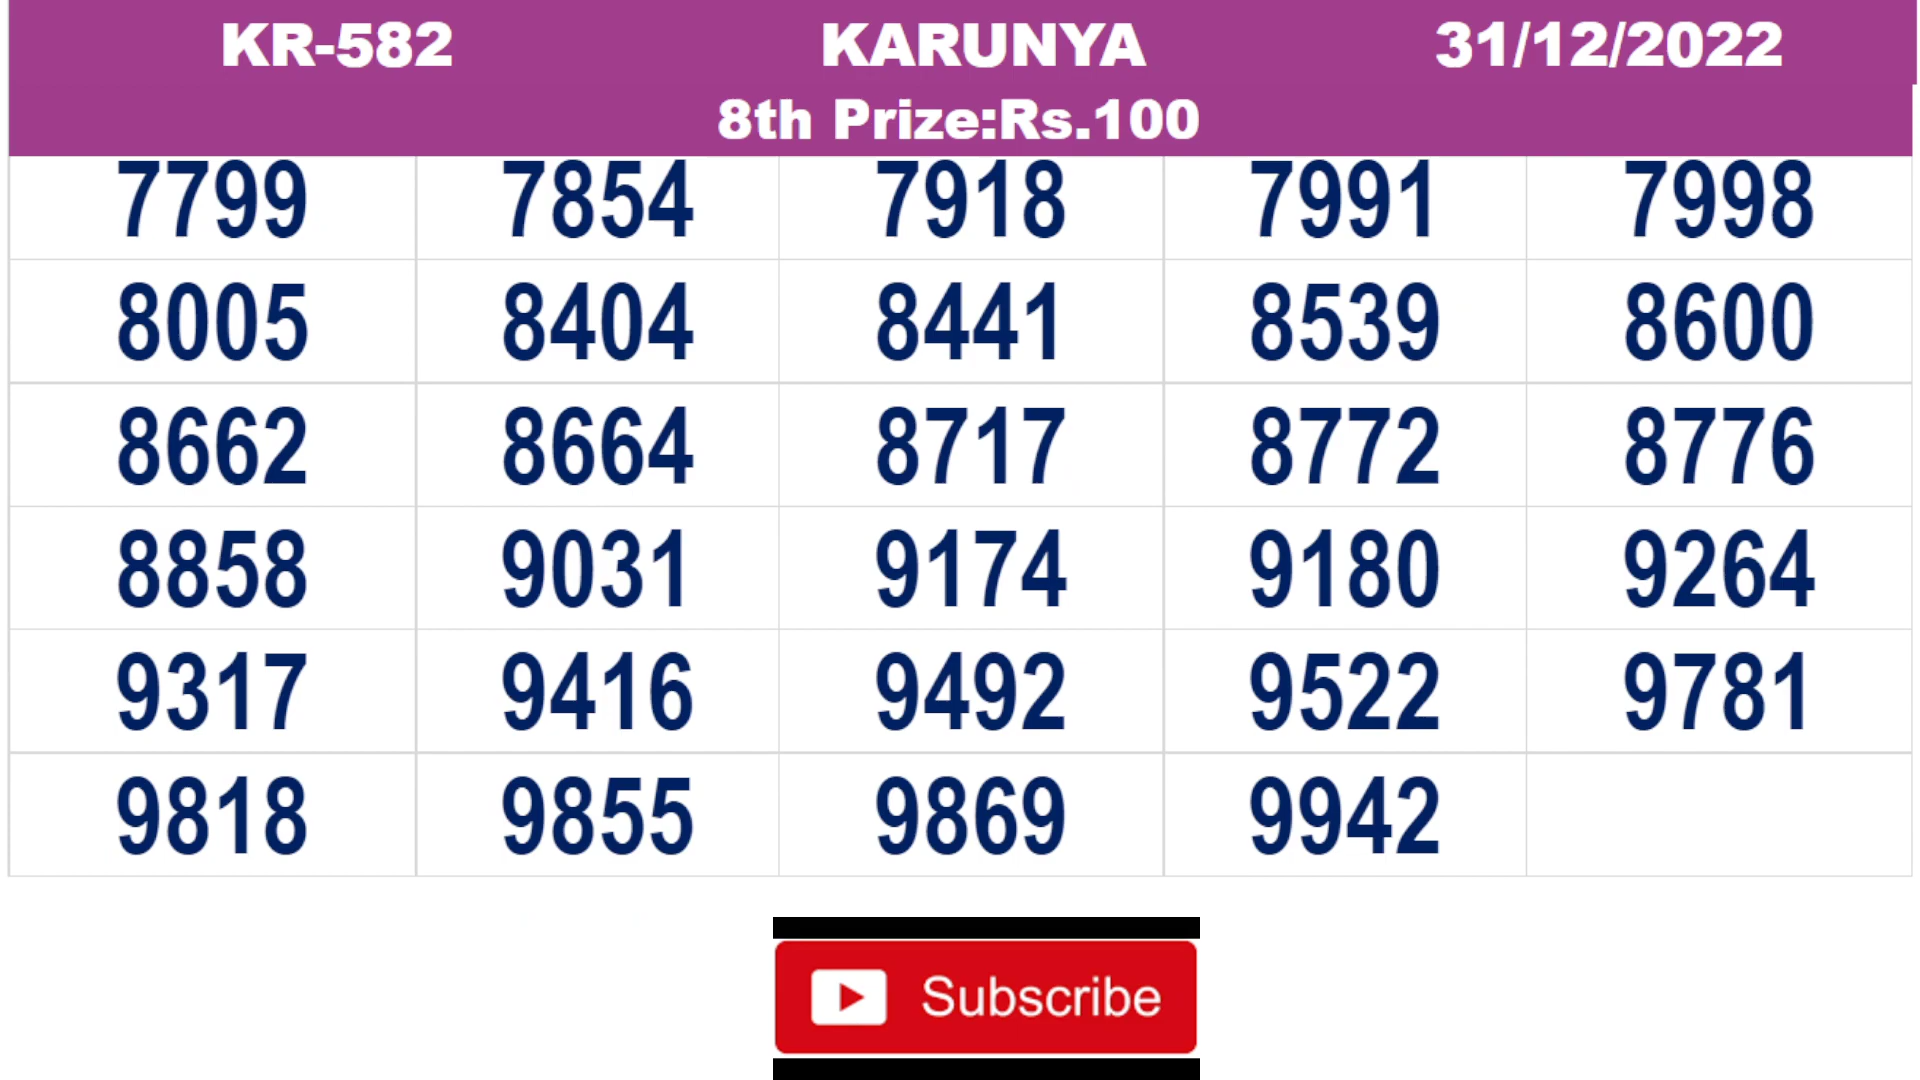 KR-582 KARUNYA 31/12/2022
8th Prize:Rs.100
7799 7854 7918 7991 7998
8005 8404 8441 8539 8600
8662 8664 8717 8772 8776
8858 9031 9174 9180 9264
9317 9416 9492 9522 9781
9818 9855 9869 9942
Subscribe